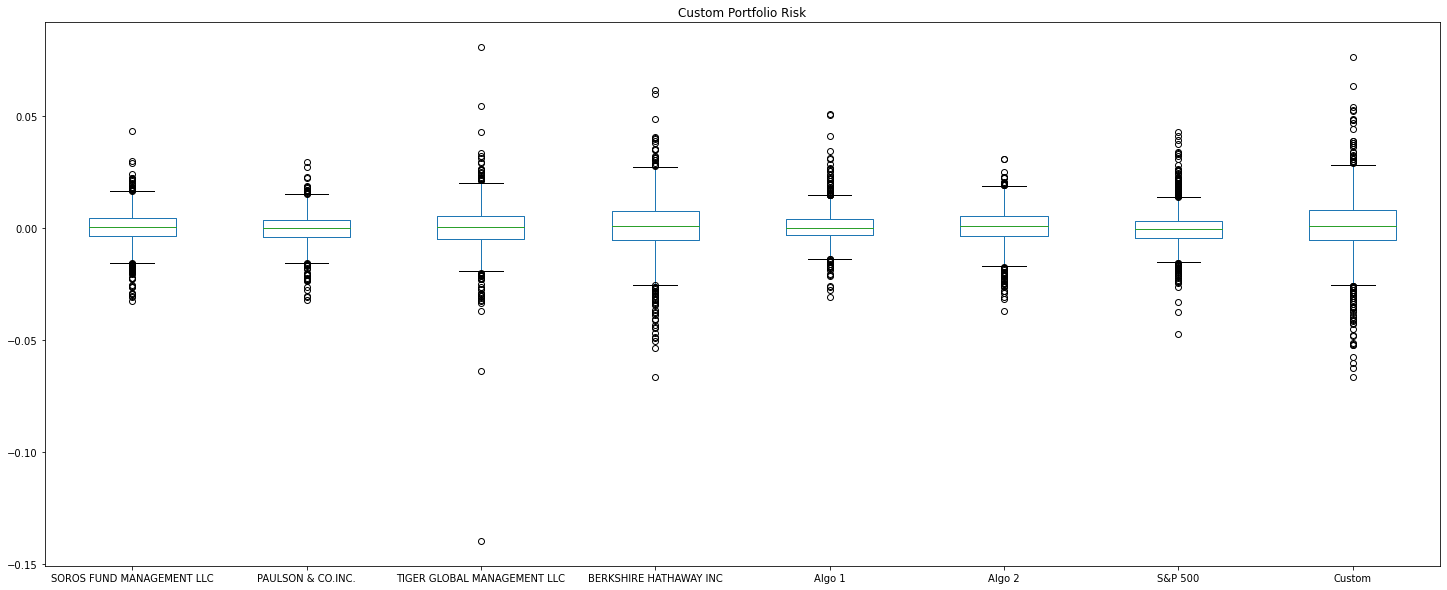 Custom Portfolio Risk
0.05
0.00
−0.05
−0.10
−0.15
SOROS FUND MANAGEMENT LLC
PAULSON & CO.INC.
TIGER GLOBAL MANAGEMENT LLC
BERKSHIRE HATHAWAY INC
Algo 1
Algo 2
S&P 500
Custom